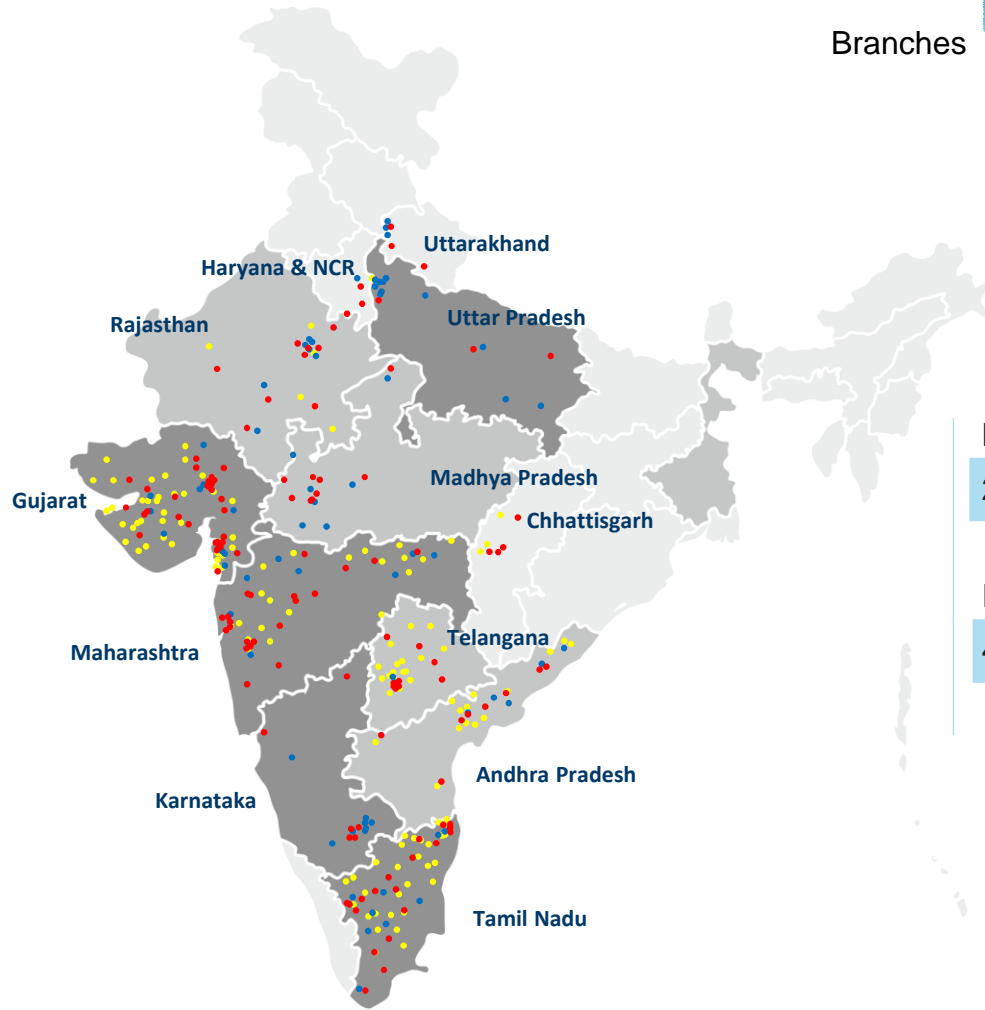 Branches
Uttarakhand
Haryana & NCR
Uttar Pradesh
Rajasthan
Madhya Pradesh
Gujarat
Chhattisgarh
Telangana
Maharashtra
Andhra Pradesh
Karnataka
Tamil Nadu